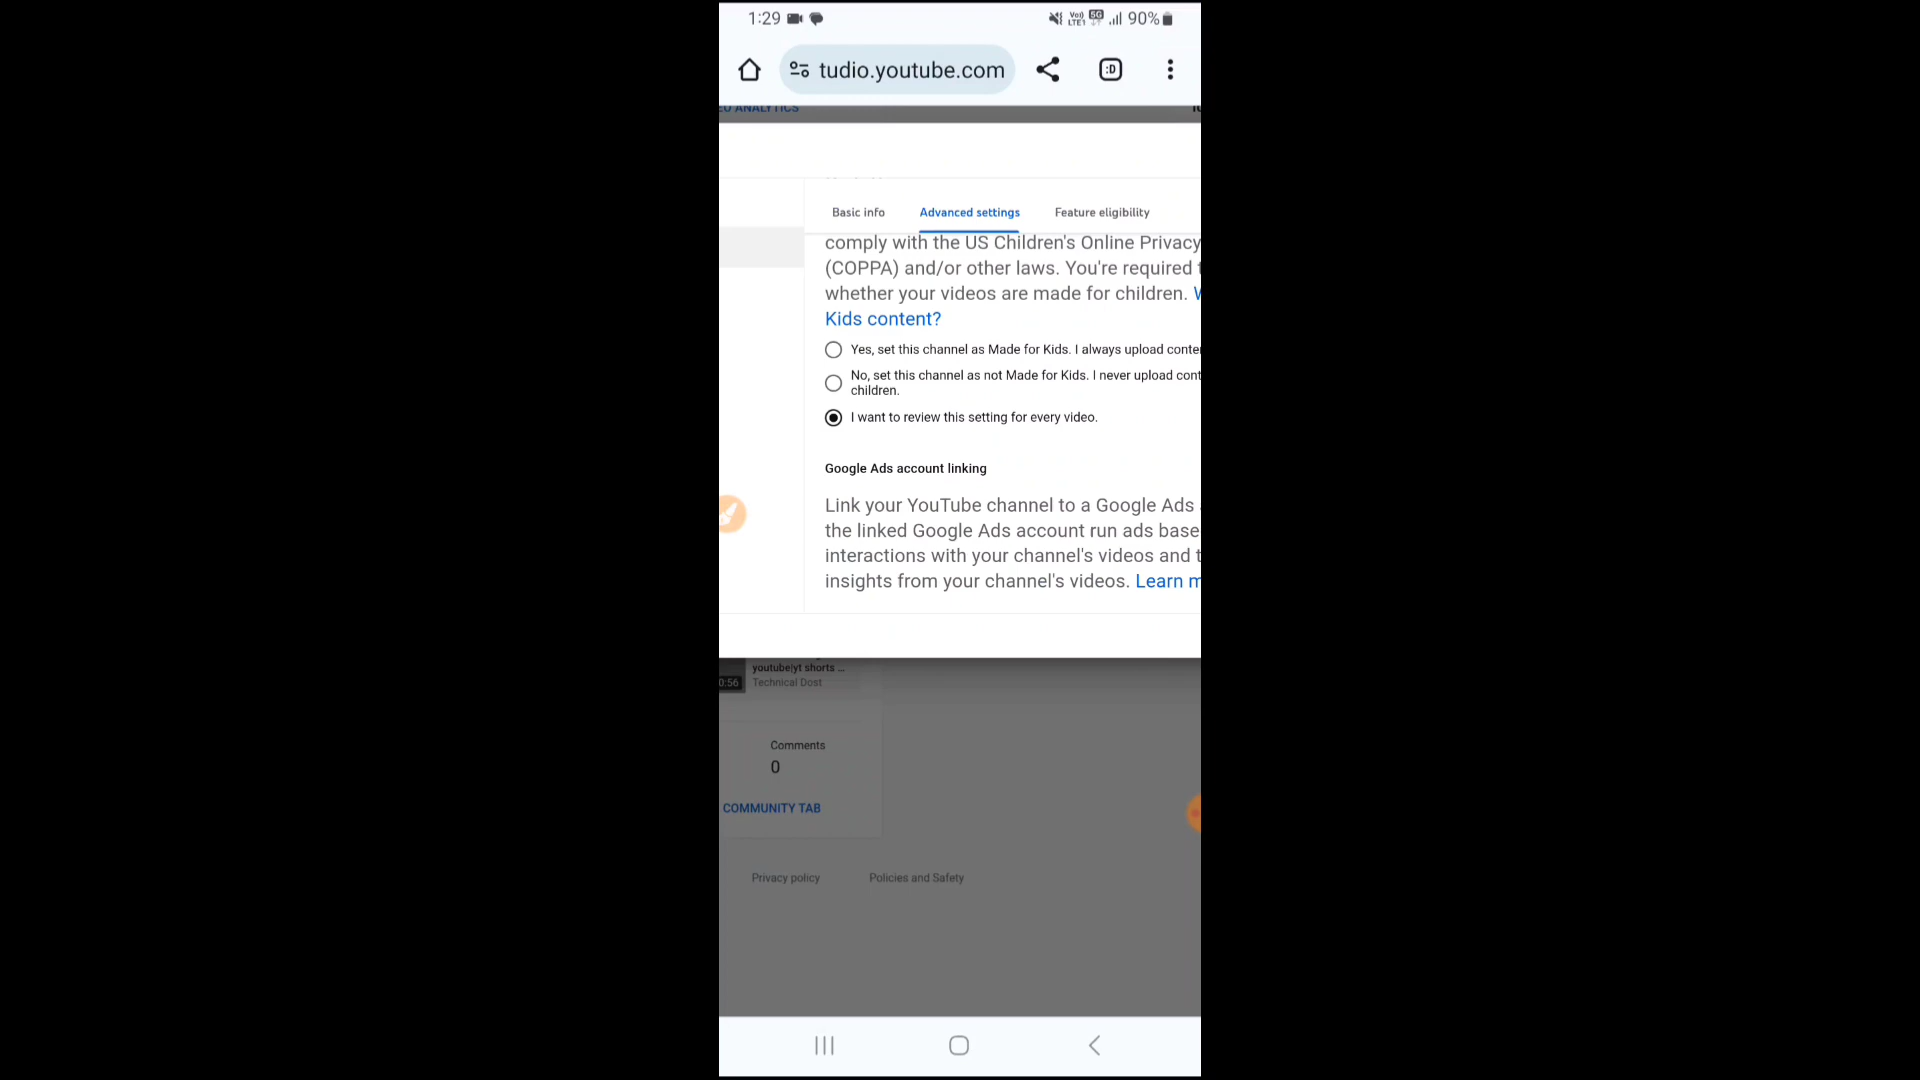 1:29
90%
tudio.youtube.com
:D
EO ANALYTICS
Basic info Advanced settings Feature eligibility
comply with the US Children's Online Privacy
(COPPA) and/or other laws. You're required
whether your videos are made for children.
Kids content?
Yes, set this channel as Made for Kids. I always upload conte
No, set this channel as not Made for Kids. I never upload cont
children.
I want to review this setting for every video.
Google Ads account linking
Link your YouTube channel to a Google Ads
the linked Google Ads account run ads base
interactions with your channel's videos and t
insights from your channel's videos. Learn m
youtube|yt shorts ...
0:56
Technical Dost
Comments
0
COMMUNITY TAB
Privacy policy Policies and Safety